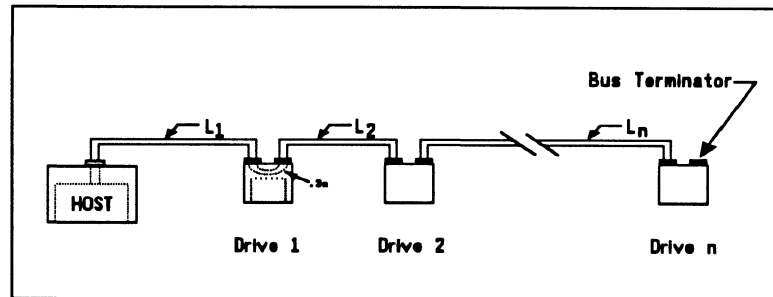 Bus Terminator
L1
L2
Ln
.3m
HOST
Drive 1
Drive 2
Drive n